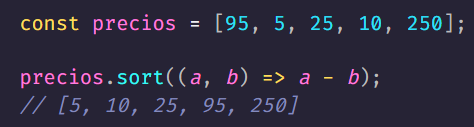 const precios = [95, 5, 25, 10, 250];
precios.sort((a, b) => a - b);
// [5, 10, 25, 95, 250]